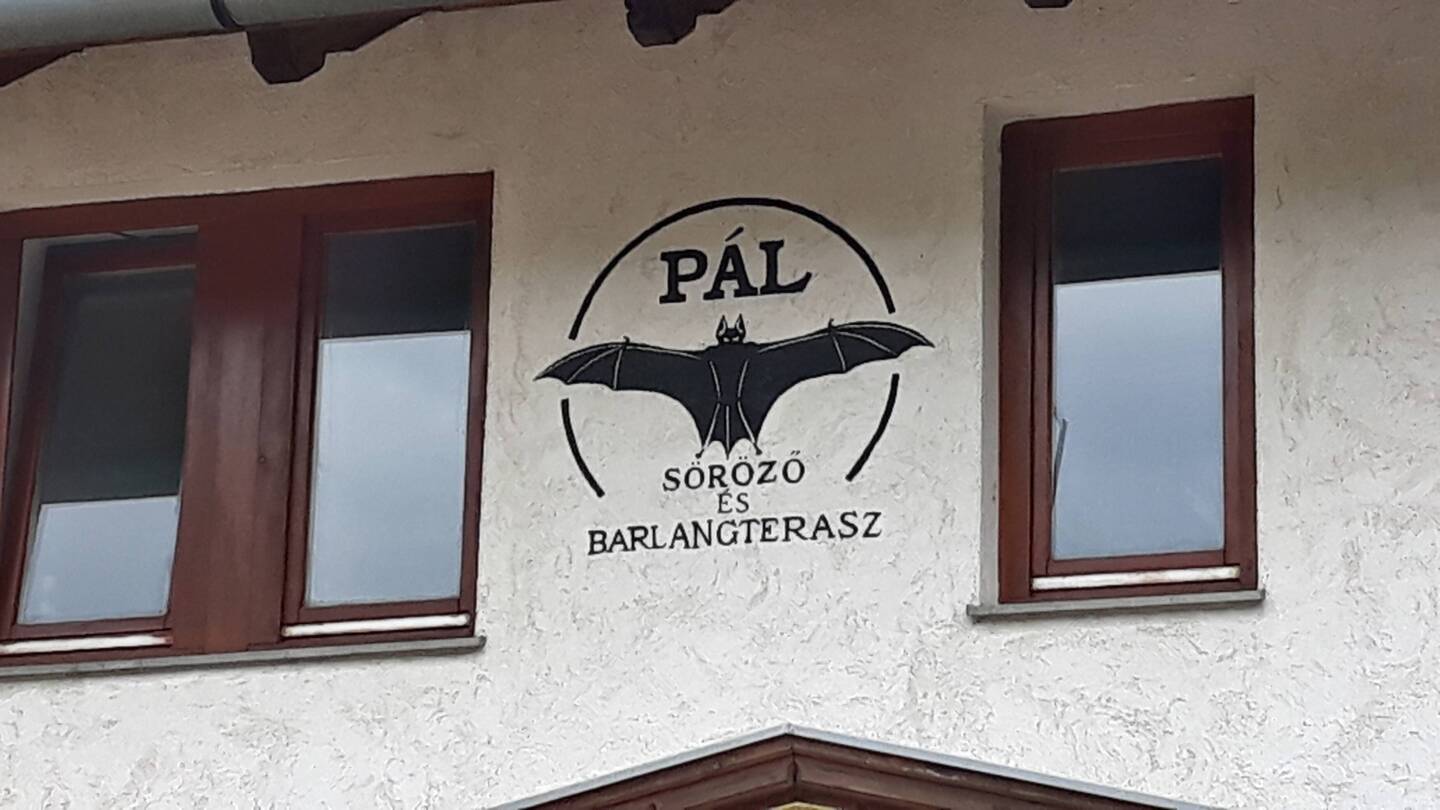 PÁL
SÖRÖZŐ
ÉS
BARLANGTERASZ